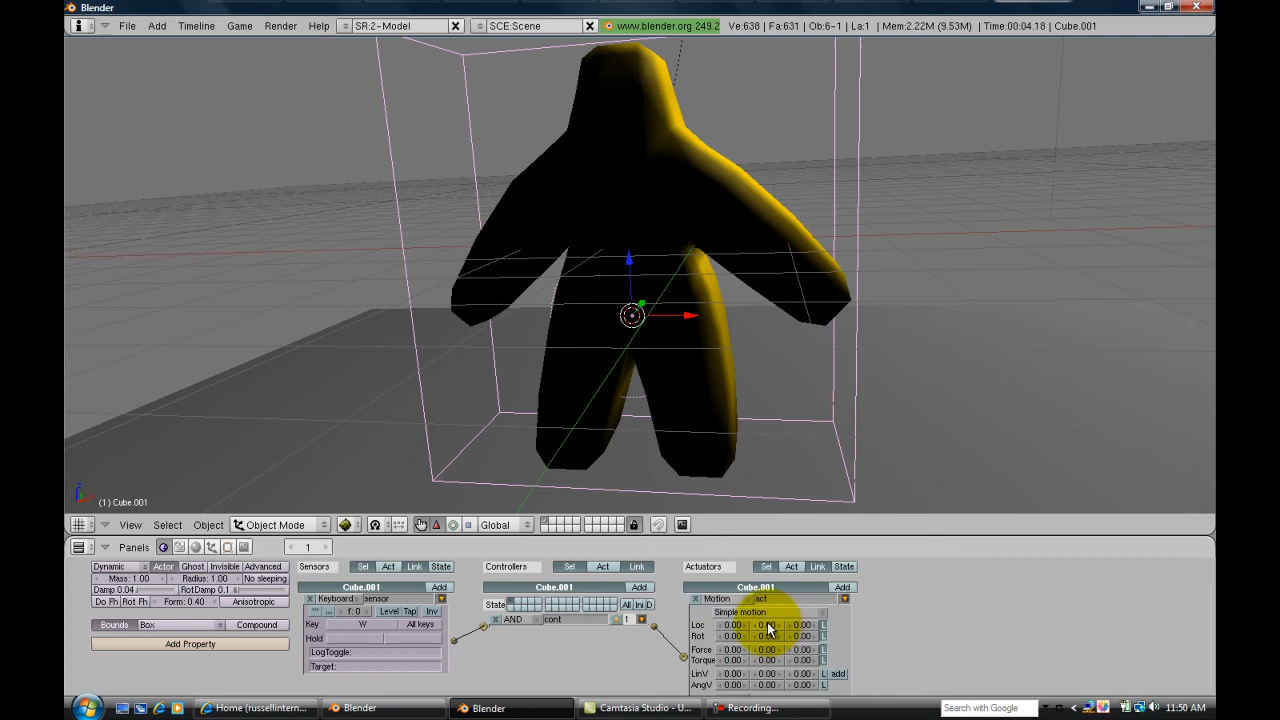 Blender
File Add Timeline Game Render Help SR:2-Model SCE:Scene www.blender.org 249.2 Ve:638 | Fa:631 | Ob:6-1 | La:1 | Mem:2.22M (9.53M) | Time:00:04.18 | Cube.001
(1) Cube.001
View Select Object Object Mode Global
Panels 1
Dynamic Actor Ghost Invisible Advanced Sensors Sel Act Link State Controllers Sel Act Link Actuators Sel Act Link State
Mass: 1.00 Radius: 1.00 No sleeping Cube.001 Add Cube.001 Add Cube.001 Add
Damp 0.04 RotDamp 0.1 Keyboard sensor State All Ini D Motion act
Do Fh Rot Fh Form: 0.40 Anisotropic f: 0 Level Tap Inv AND cont 1 Simple motion
Bounds Box Compound Key W All keys Loc 0.00 0.00 0.00 L
Add Property Hold Rot 0.00 0.00 0.00 L
LogToggle: Force 0.00 0.00 0.00 L
Target: Torque 0.00 0.00 0.00 L
LinV 0.00 0.00 0.00 L add
AngV 0.00 0.00 0.00 L
Home (russellintern... Blender Blender Camtasia Studio - U... Recording... Search with Google 11:50 AM